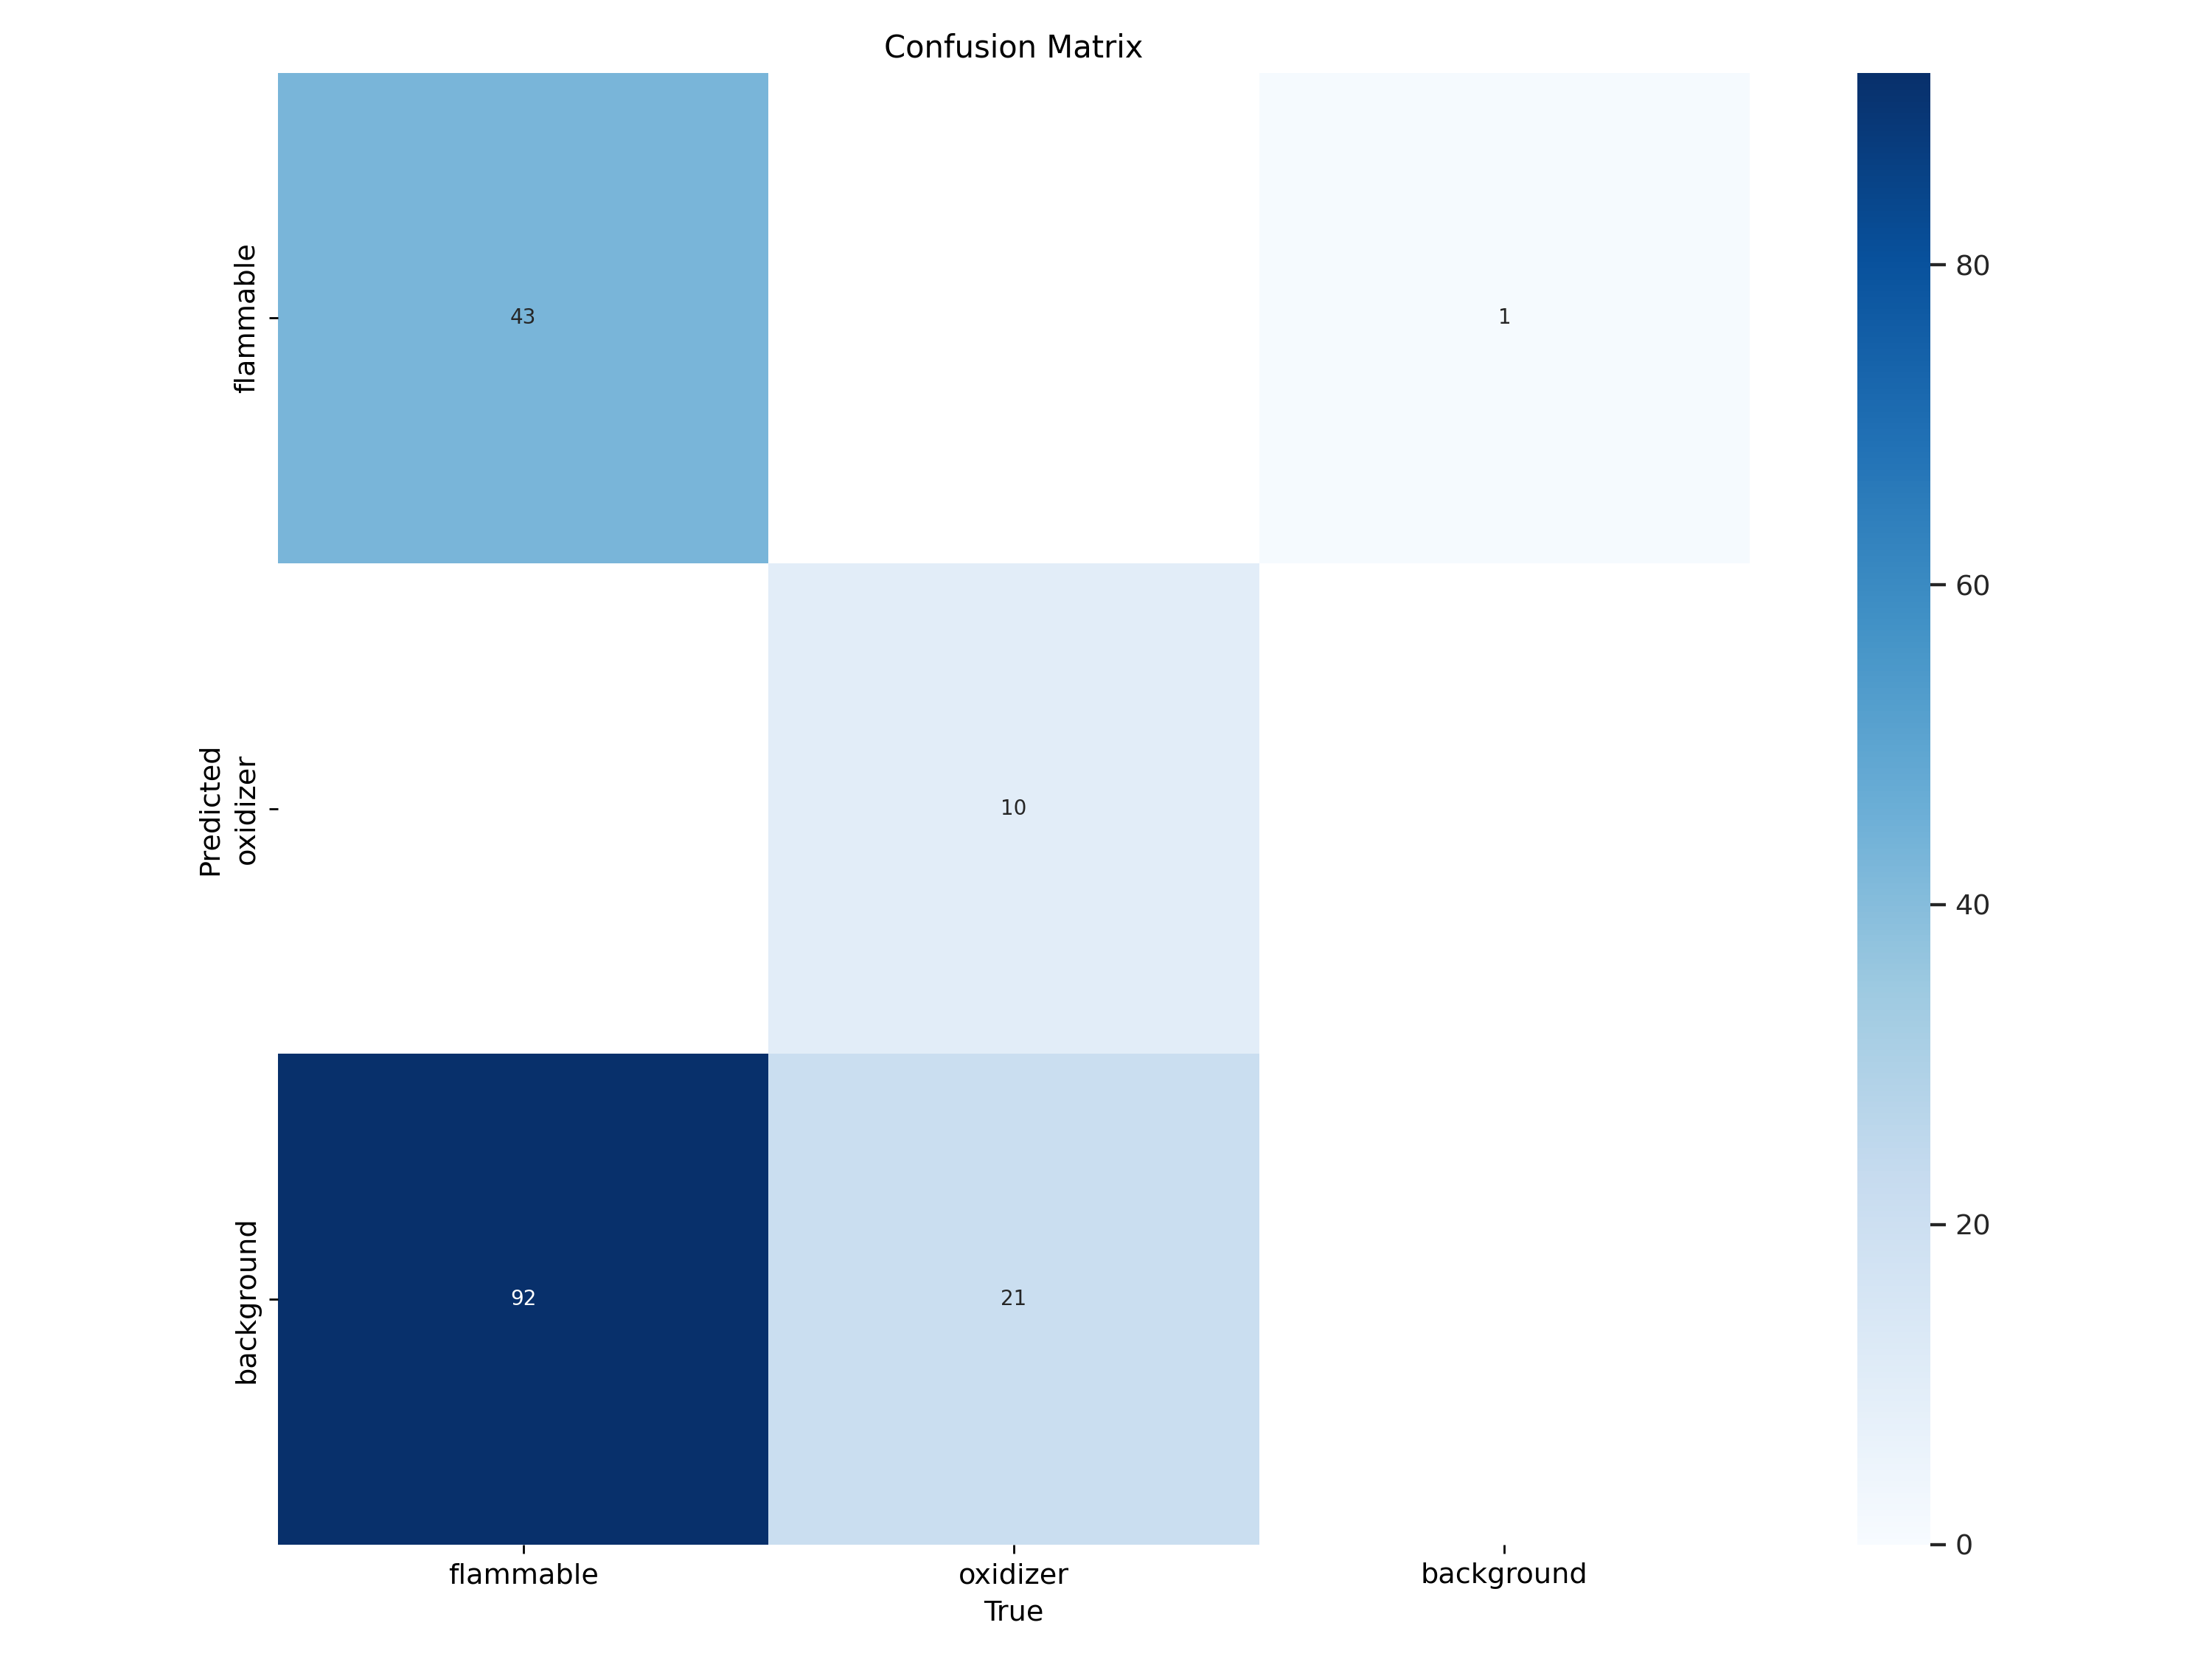 Confusion Matrix
flammable
43
1
80
60
Predicted
oxidizer
10
40
background
92
21
20
0
flammable
oxidizer
background
True